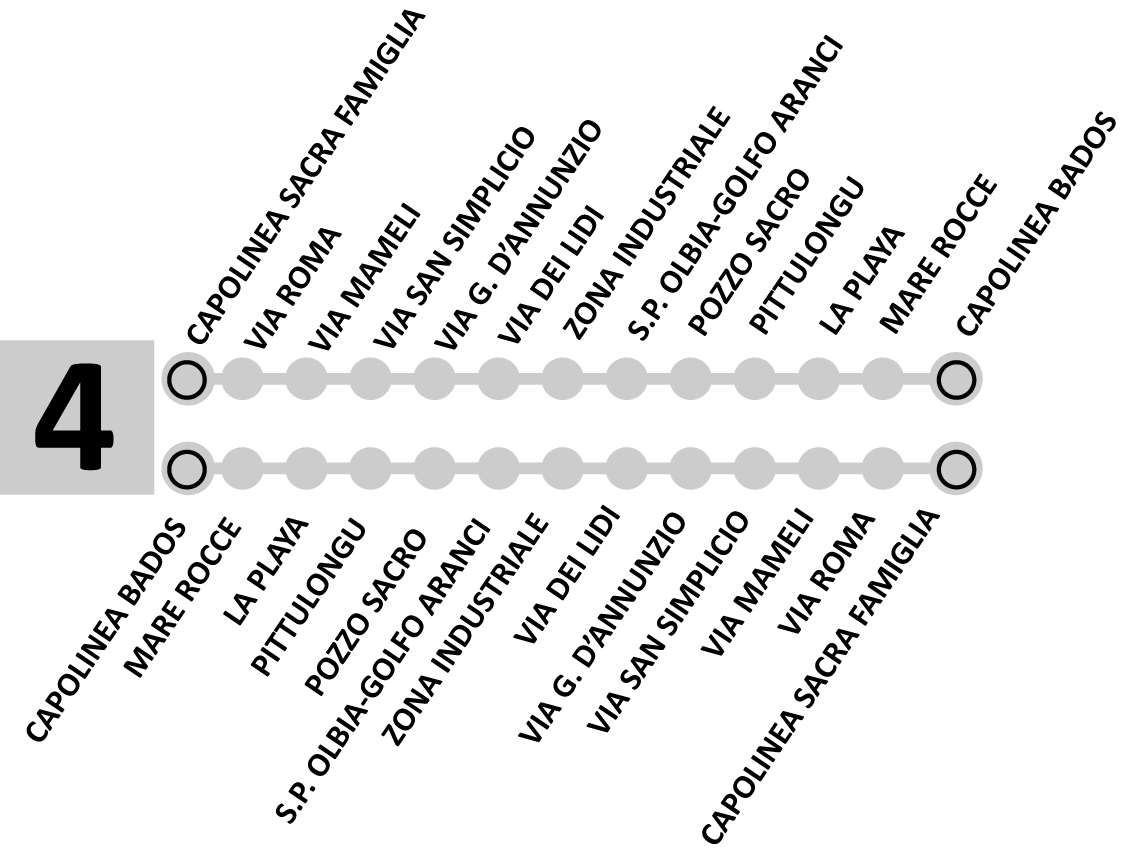 CAPOLINEA SACRA FAMIGLIA
VIA ROMA
VIA MAMELI
VIA SAN SIMPLICIO
VIA G. D'ANNUNZIO
VIA DEI LIDI
ZONA INDUSTRIALE
S.P. OLBIA-GOLFO ARANCI
POZZO SACRO
PITTULONGU
LA PLAYA
MARE ROCCE
CAPOLINEA BADOS
4
CAPOLINEA BADOS
MARE ROCCE
LA PLAYA
PITTULONGU
POZZO SACRO
S.P. OLBIA-GOLFO ARANCI
ZONA INDUSTRIALE
VIA DEI LIDI
VIA G. D'ANNUNZIO
VIA SAN SIMPLICIO
VIA MAMELI
VIA ROMA
CAPOLINEA SACRA FAMIGLIA